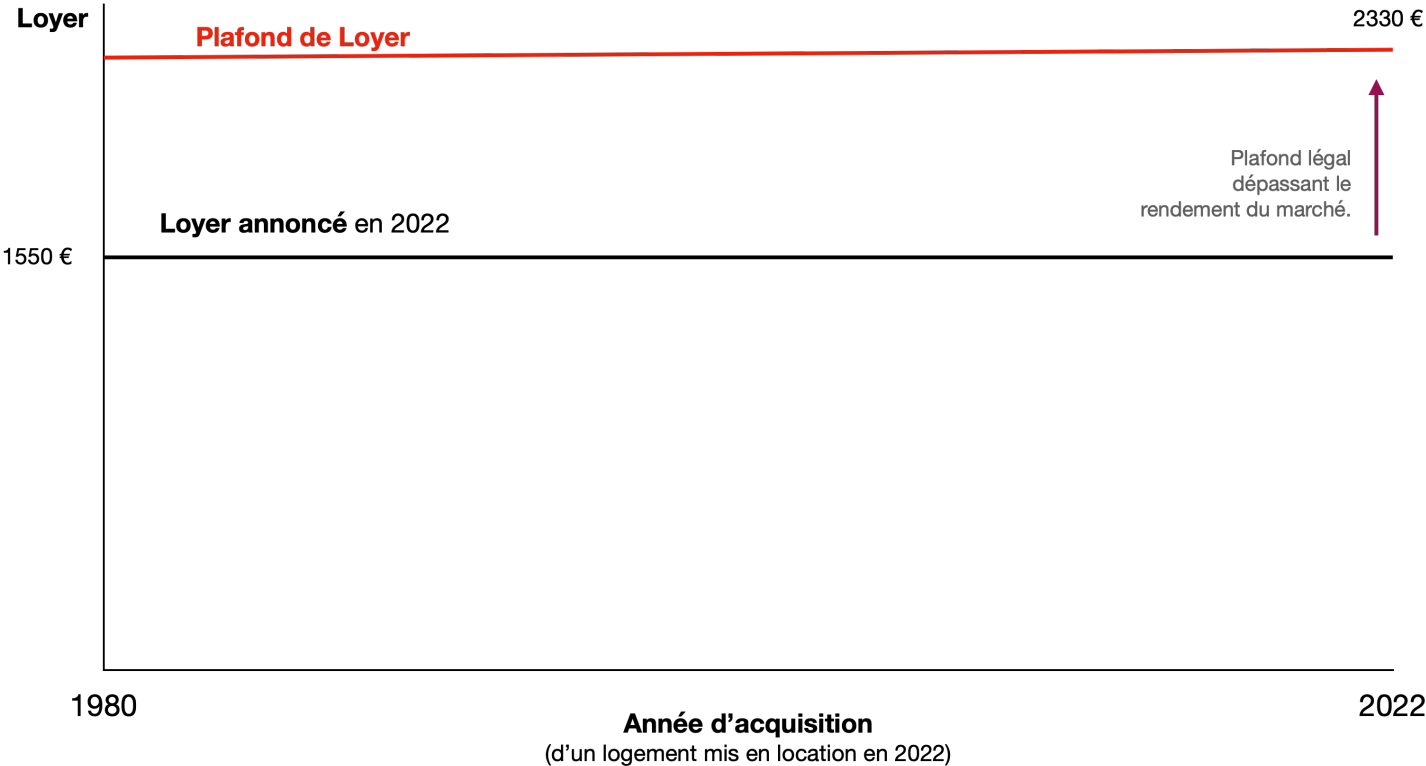 Loyer
2330 €
Plafond de Loyer
Plafond légal
dépassant le
rendement du marché.
Loyer annoncé en 2022
1550 €
1980
2022
Année d’acquisition
(d’un logement mis en location en 2022)